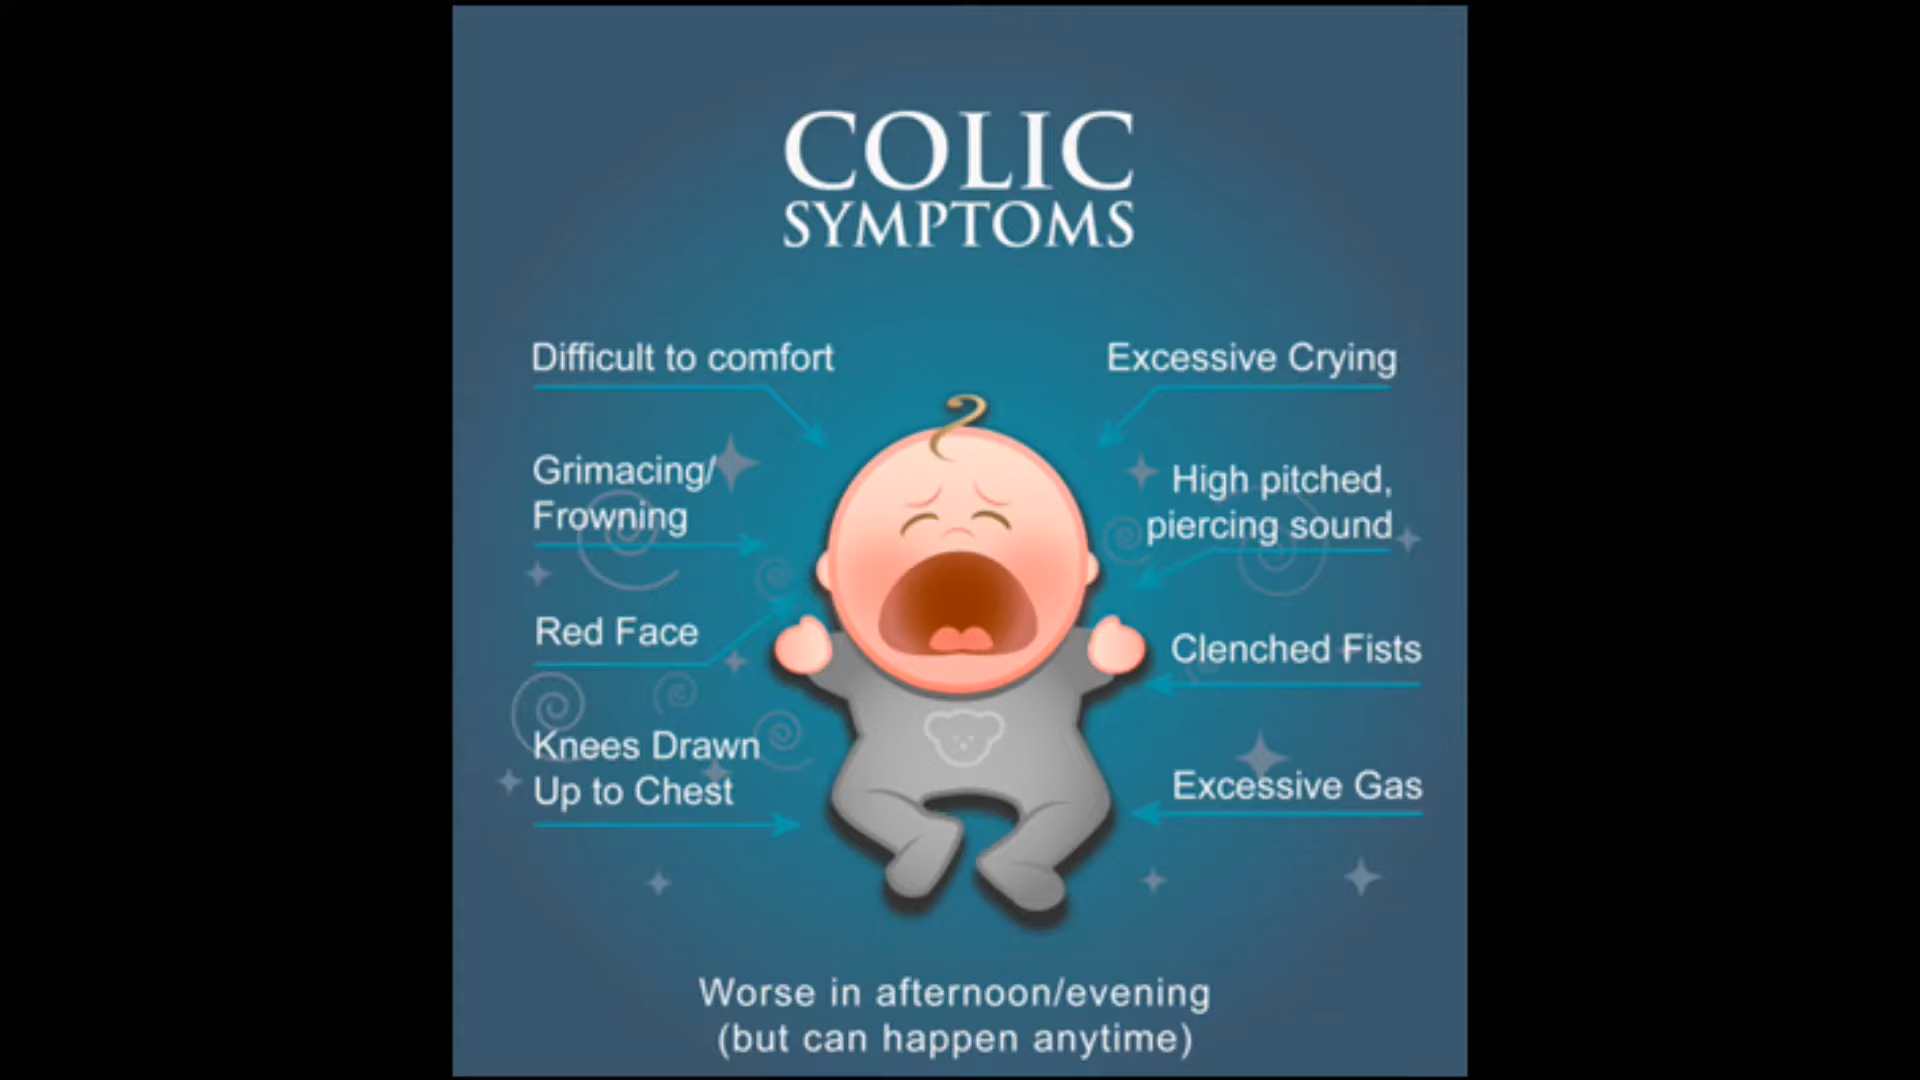 COLIC
SYMPTOMS
Difficult to comfort
Excessive Crying
Grimacing/
Frowning
High pitched,
piercing sound
Red Face
Clenched Fists
Knees Drawn
Up to Chest
Excessive Gas
Worse in afternoon/evening
(but can happen anytime)